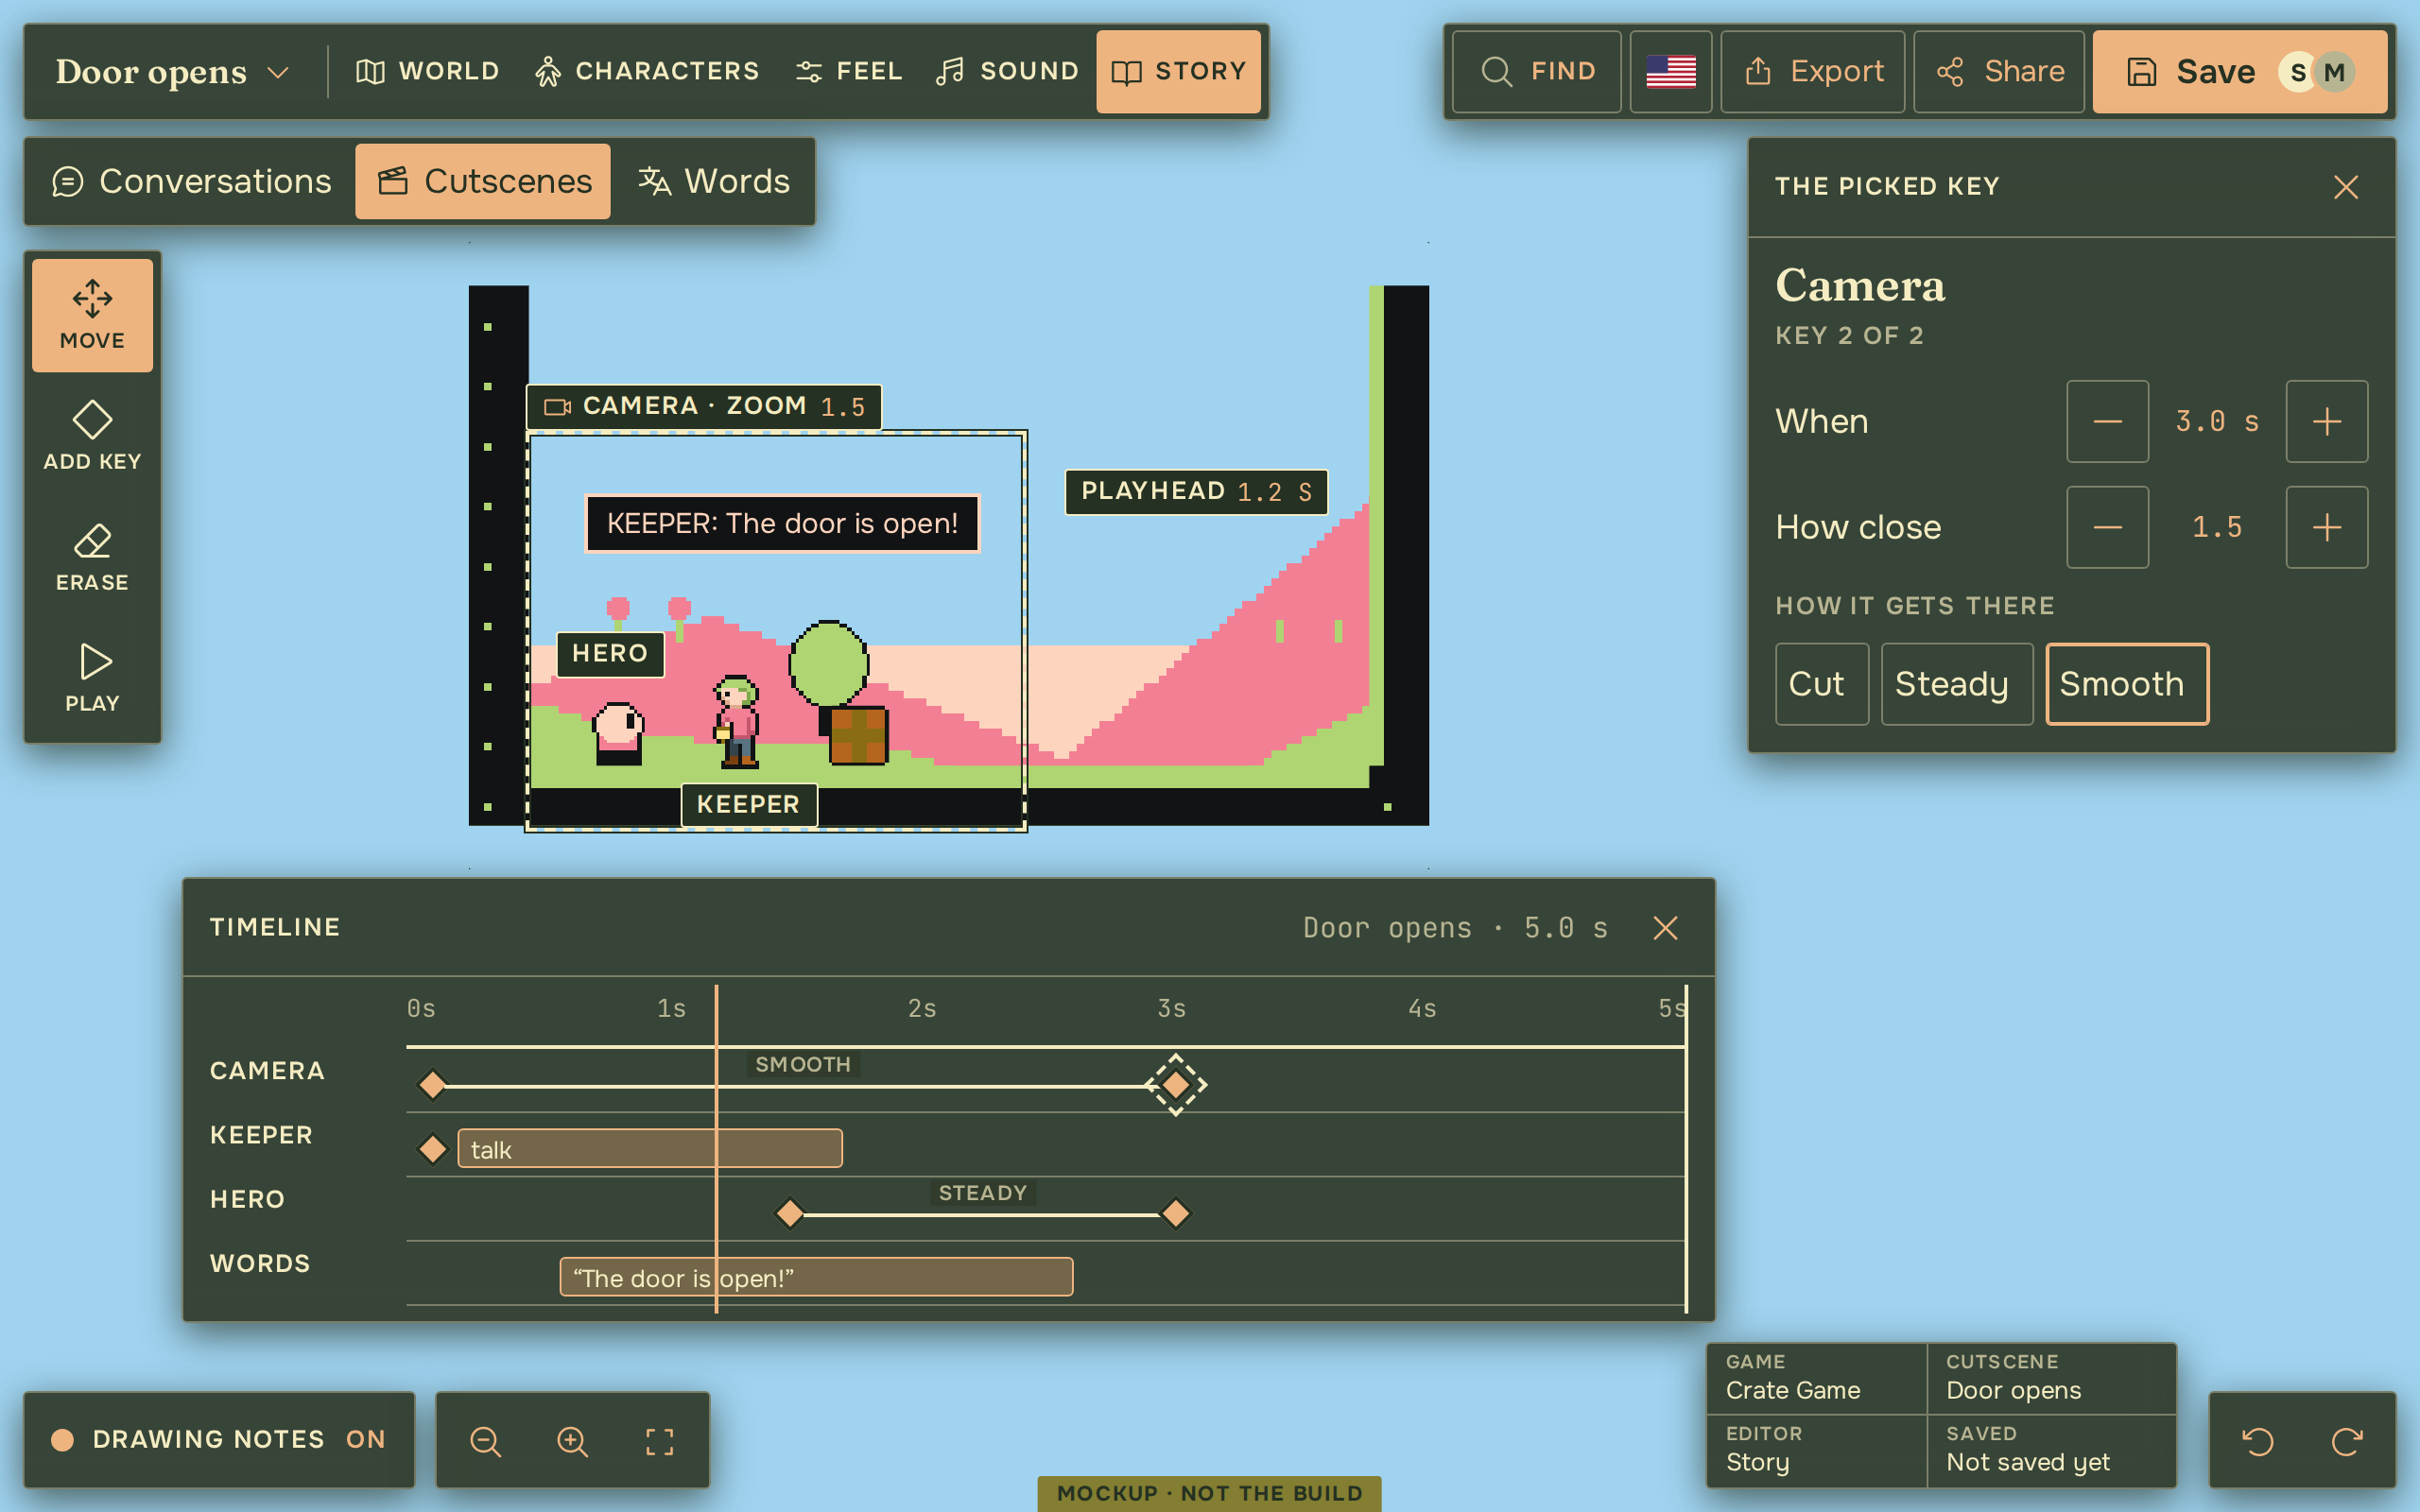 Door opens WORLD CHARACTERS FEEL SOUND STORY FIND Export Share Save S M
Conversations Cutscenes Words
MOVE
ADD KEY
ERASE
PLAY
CAMERA · ZOOM 1.5
PLAYHEAD 1.2 S
KEEPER: The door is open!
HERO
KEEPER
THE PICKED KEY
Camera
KEY 2 OF 2
When 3.0 s
How close 1.5
HOW IT GETS THERE
Cut Steady Smooth
TIMELINE Door opens · 5.0 s
0s 1s 2s 3s 4s 5s
CAMERA SMOOTH
KEEPER talk
HERO STEADY
WORDS “The door is open!”
DRAWING NOTES ON
GAME CUTSCENE
Crate Game Door opens
EDITOR SAVED
Story Not saved yet
MOCKUP · NOT THE BUILD